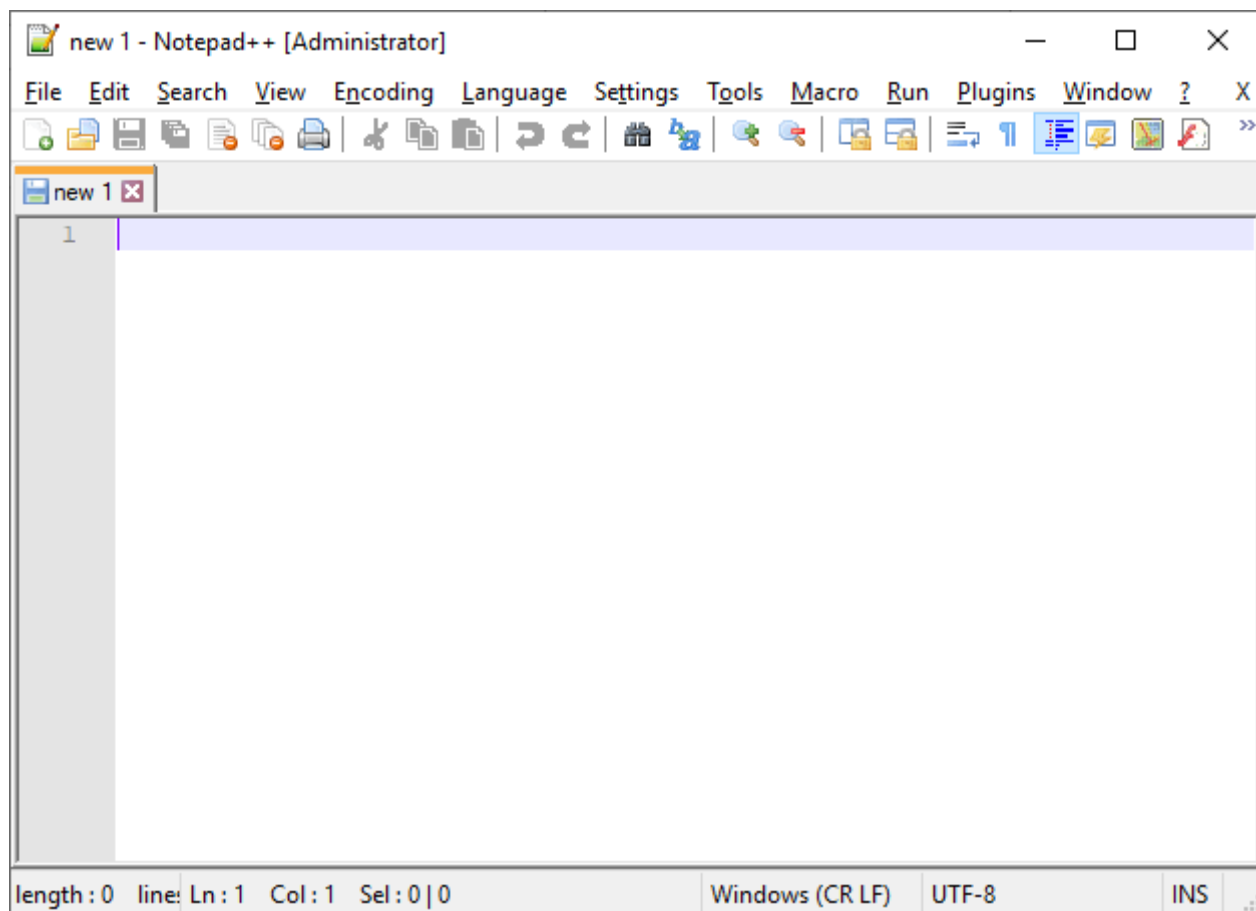 new 1 - Notepad++ [Administrator]
File Edit Search View Encoding Language Settings Tools Macro Run Plugins Window ? X
new 1
1
length : 0 lines Ln : 1 Col : 1 Sel : 0 | 0 Windows (CR LF) UTF-8 INS